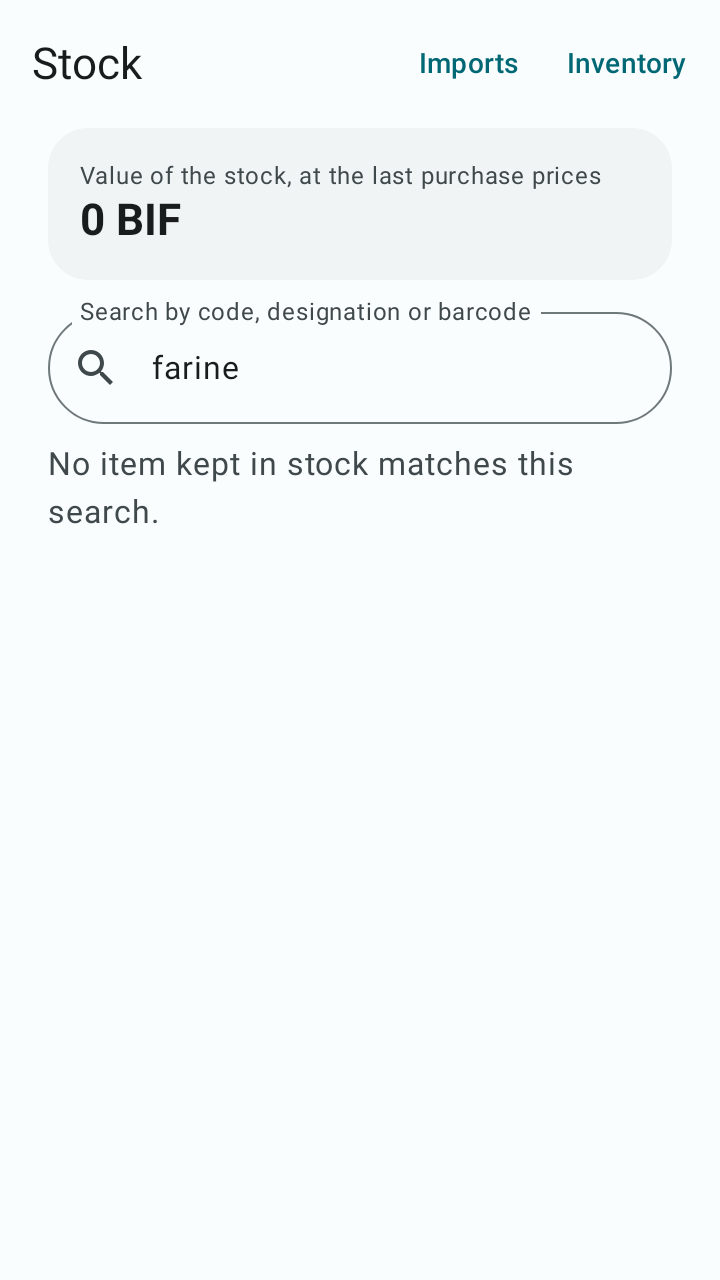 Stock
Imports
Inventory
Value of the stock, at the last purchase prices
0 BIF
Search by code, designation or barcode
farine
No item kept in stock matches this
search.